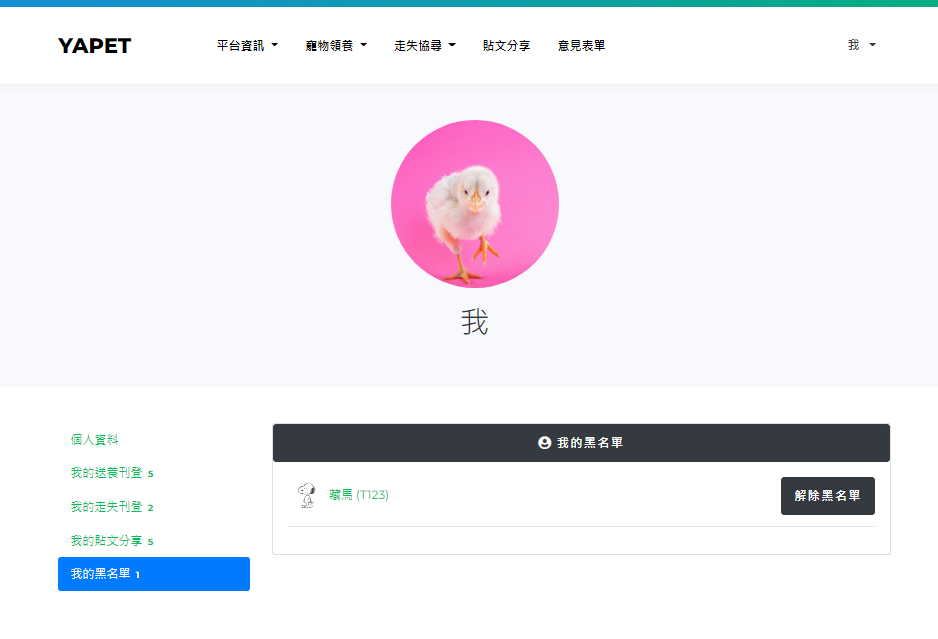 YAPET
平台資訊
寵物領養
走失協尋
貼文分享
意見表單
我
我
個人資料
我的送養刊登 5
我的走失刊登 2
我的貼文分享 5
我的黑名單 1
我的黑名單
藏馬 (T123)
解除黑名單